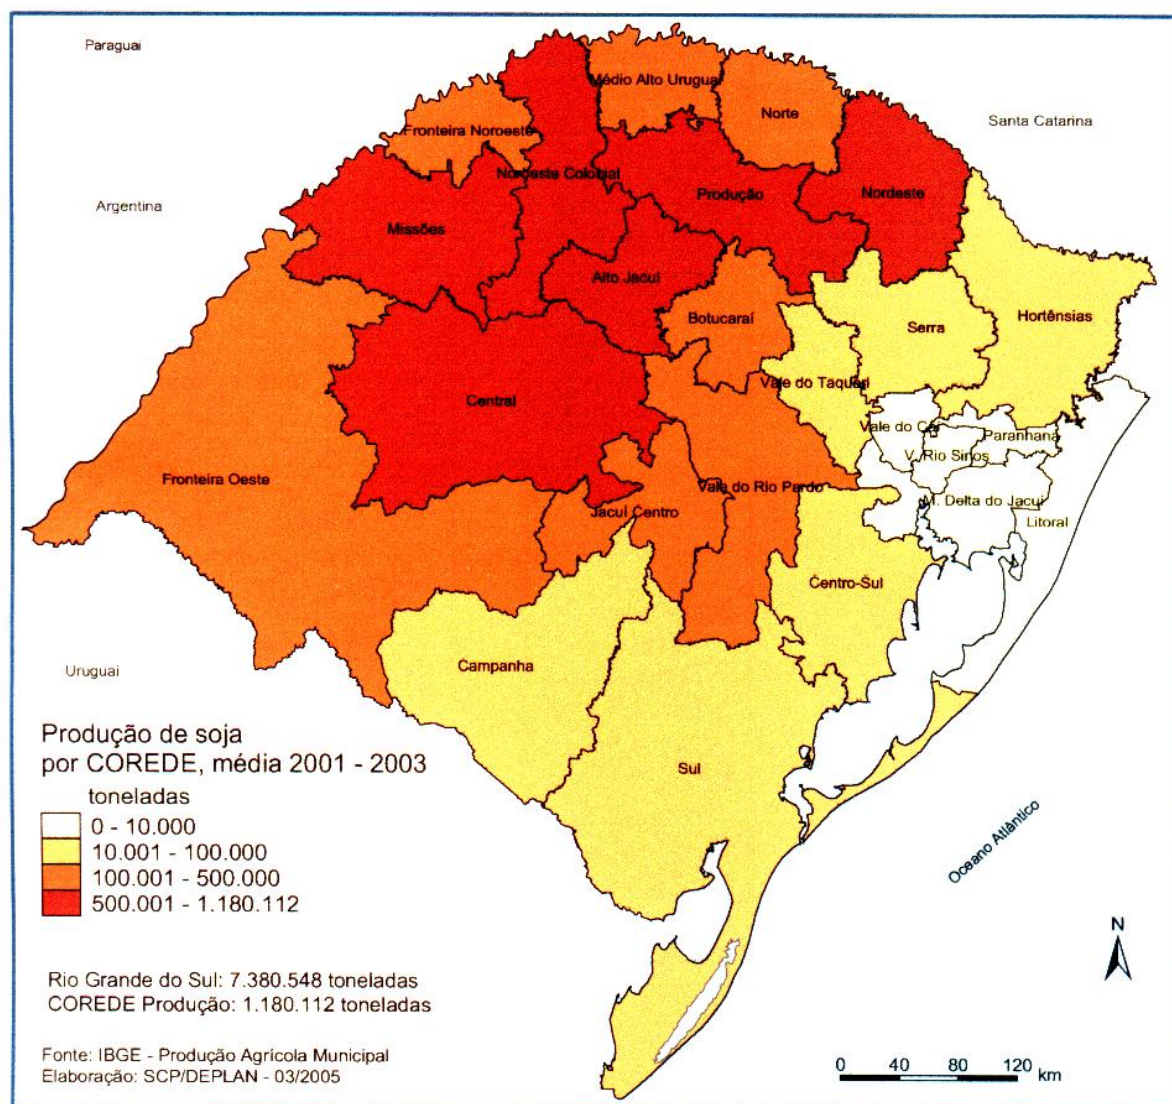 Paraguai
Médio Alto Uruguai
Norte
Santa Catarina
Fronteira Noroeste
Noroeste Colonial
Produção
Nordeste
Argentina
Missões
Alto Jacuí
Botucaraí
Serra
Hortênsias
Vale do Taquari
Central
Vale do Caí
Paranhana
V. Rio Sinos
Fronteira Oeste
Vale do Rio Pardo
M. Delta do Jacuí
Jacuí Centro
Litoral
Centro-Sul
Uruguai
Campanha
Sul
Oceano Atlântico
Produção de soja
por COREDE, média 2001 - 2003
toneladas
0 - 10.000
10.001 - 100.000
100.001 - 500.000
500.001 - 1.180.112
N
Rio Grande do Sul: 7.380.548 toneladas
COREDE Produção: 1.180.112 toneladas
Fonte: IBGE - Produção Agrícola Municipal
Elaboração: SCP/DEPLAN - 03/2005
0 40 80 120 km